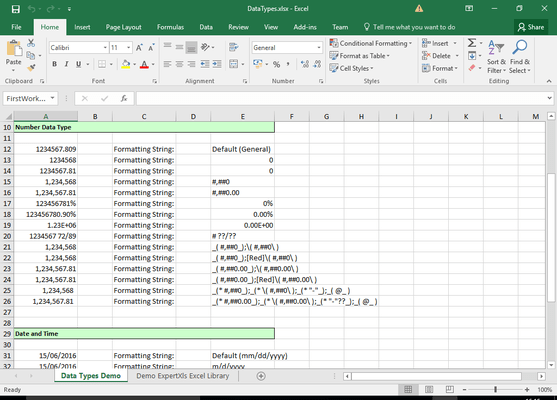 DataTypes.xlsx - Excel
File Home Insert Page Layout Formulas Data Review View Add-ins Team Tell me what you want to do Share
Calibri 11 A A General Conditional Formatting Insert
Paste B I U A % , Format as Table Delete Sort & Find &
Cell Styles Format Filter Select
Clipboard Font Alignment Number Styles Cells Editing
FirstWork... fx
A B C D E F G H I J K L M
10 Number Data Type
11
12 1234567.809 Formatting String: Default (General)
13 1234568 Formatting String: 0
14 1234567.81 Formatting String: 0
15 1,234,568 Formatting String: #,##0
16 1,234,567.81 Formatting String: #,##0.00
17 123456781% Formatting String: 0%
18 123456780.90% Formatting String: 0.00%
19 1.23E+06 Formatting String: 0.00E+00
20 1234567 72/89 Formatting String: # ??/??
21 1,234,568 Formatting String: _( #,##0_);\( #,##0\ )
22 1,234,568 Formatting String: _( #,##0_);[Red]\( #,##0\ )
23 1,234,567.81 Formatting String: _( #,##0.00_);\( #,##0.00\ )
24 1,234,567.81 Formatting String: _( #,##0.00_);[Red]\( #,##0.00\ )
25 1,234,568 Formatting String: _(* #,##0_);_(* \( #,##0\ );_(* "-"_);_( @_ )
26 1,234,567.81 Formatting String: _(* #,##0.00_);_(* \( #,##0.00\ );_(* "-"??_);_( @_ )
27
28
29 Date and Time
30
31 15/06/2016 Formatting String: Default (mm/dd/yyyy)
32 15/06/2016 Formatting String: m/d/yyyy
Data Types Demo Demo ExpertXls Excel Library
Ready 100%